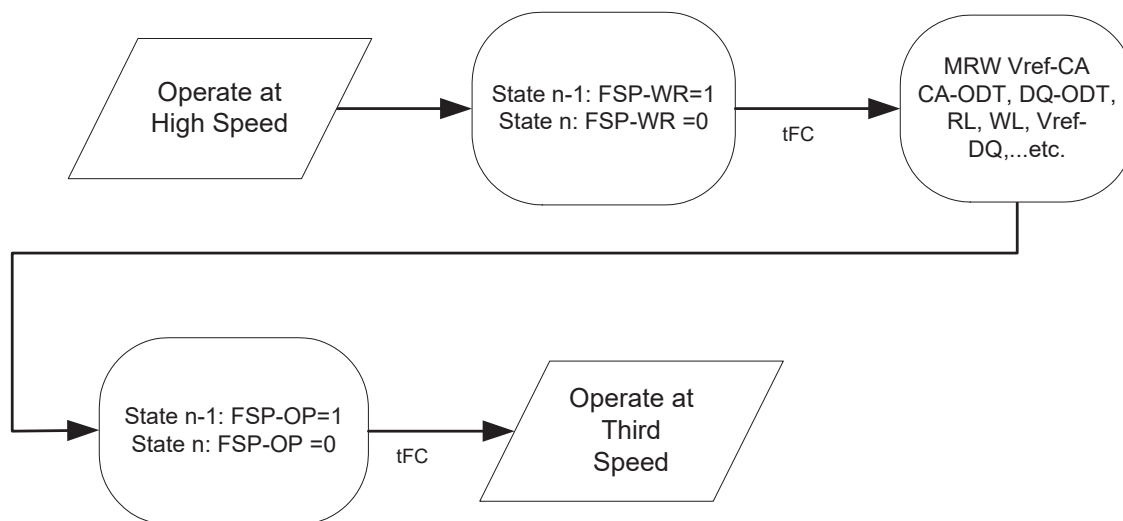 Operate at
High Speed
State n-1: FSP-WR=1
State n: FSP-WR =0
tFC
MRW Vref-CA
CA-ODT, DQ-ODT,
RL, WL, Vref-
DQ,...etc.
State n-1: FSP-OP=1
State n: FSP-OP =0
tFC
Operate at
Third
Speed